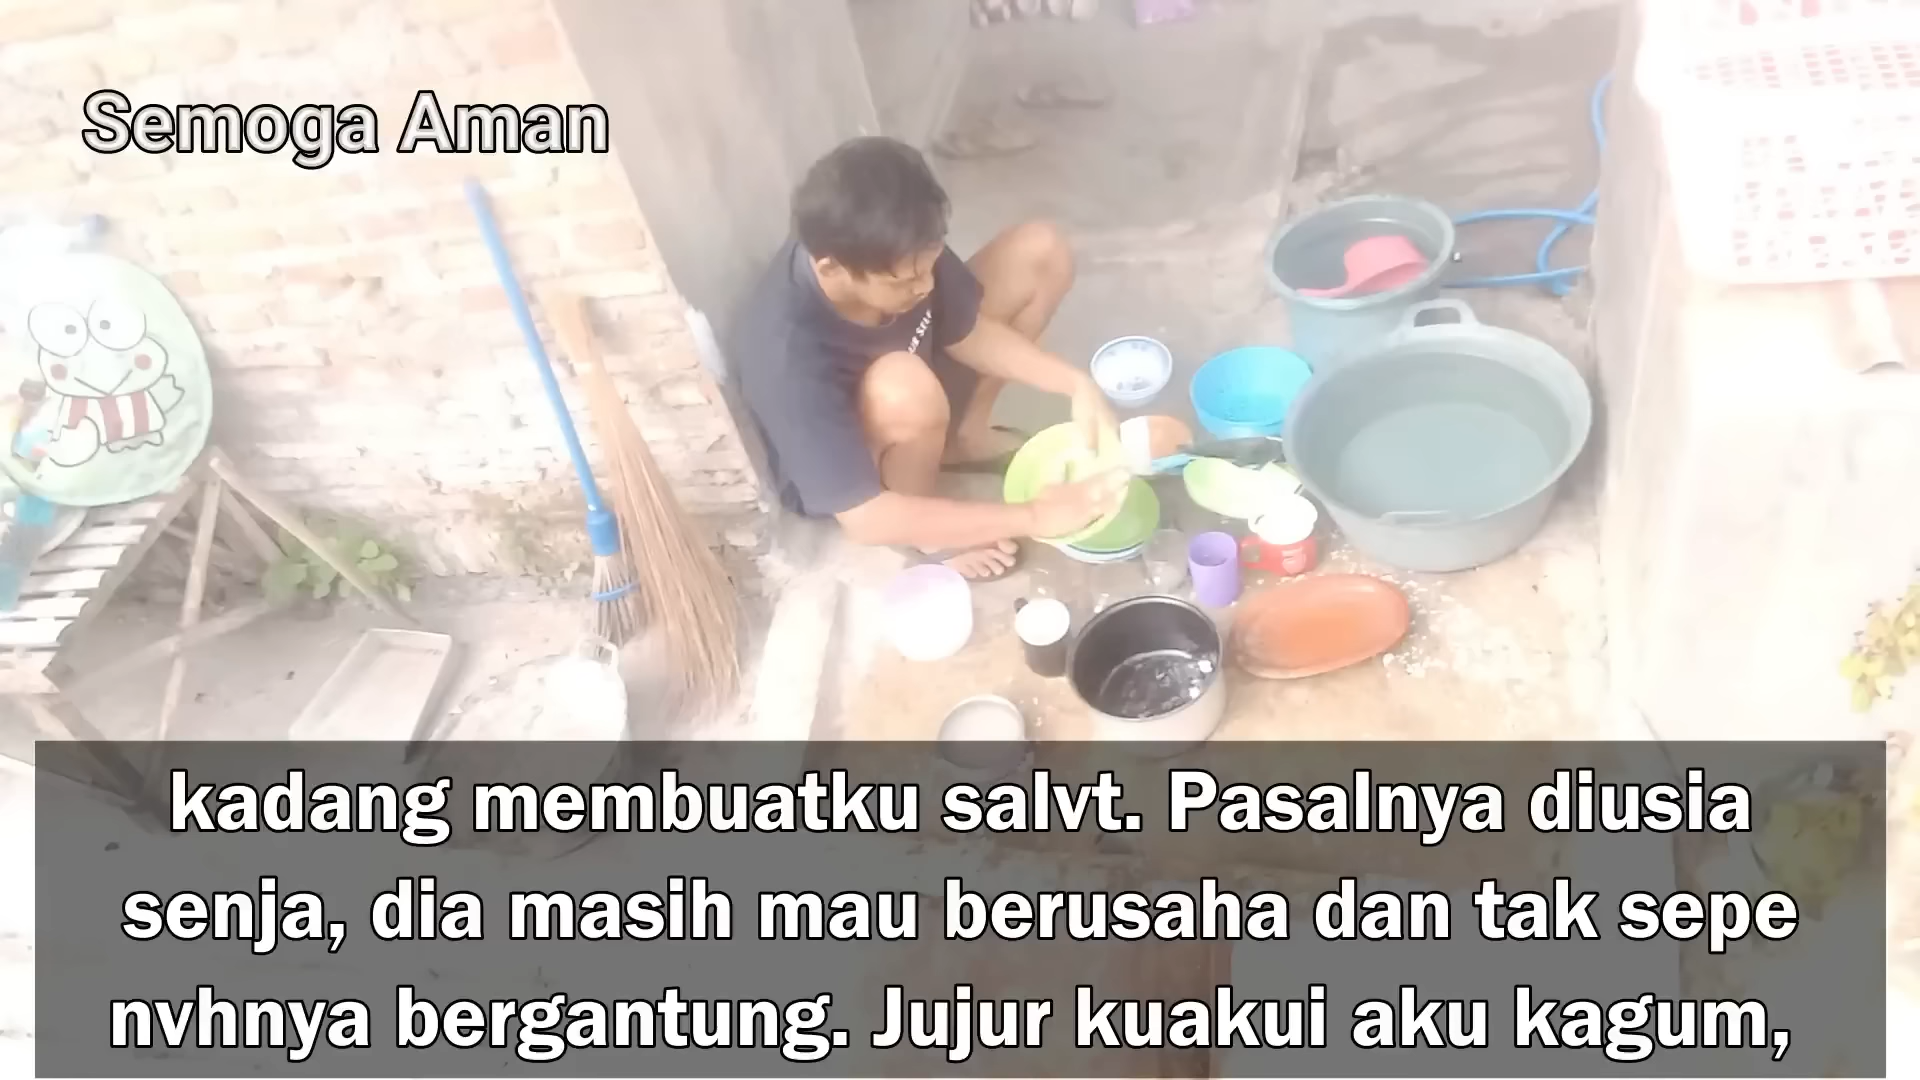 Semoga Aman
kadang membuatku salvt. Pasalnya diusia
senja, dia masih mau berusaha dan tak sepe
nvhnya bergantung. Jujur kuakui aku kagum,